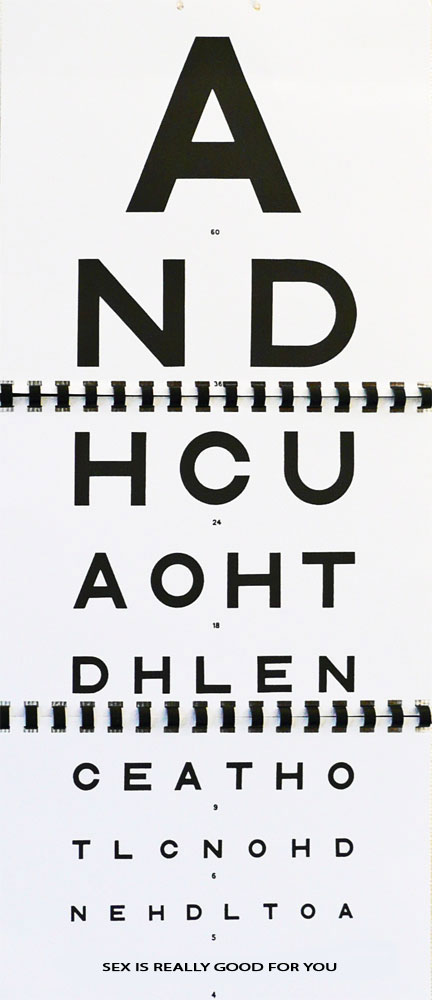 A
60
N D
36
H C U
24
A O H T
18
D H L E N
C E A T H O
9
T L C N O H D
6
N E H D L T O A
5
SEX IS REALLY GOOD FOR YOU
4